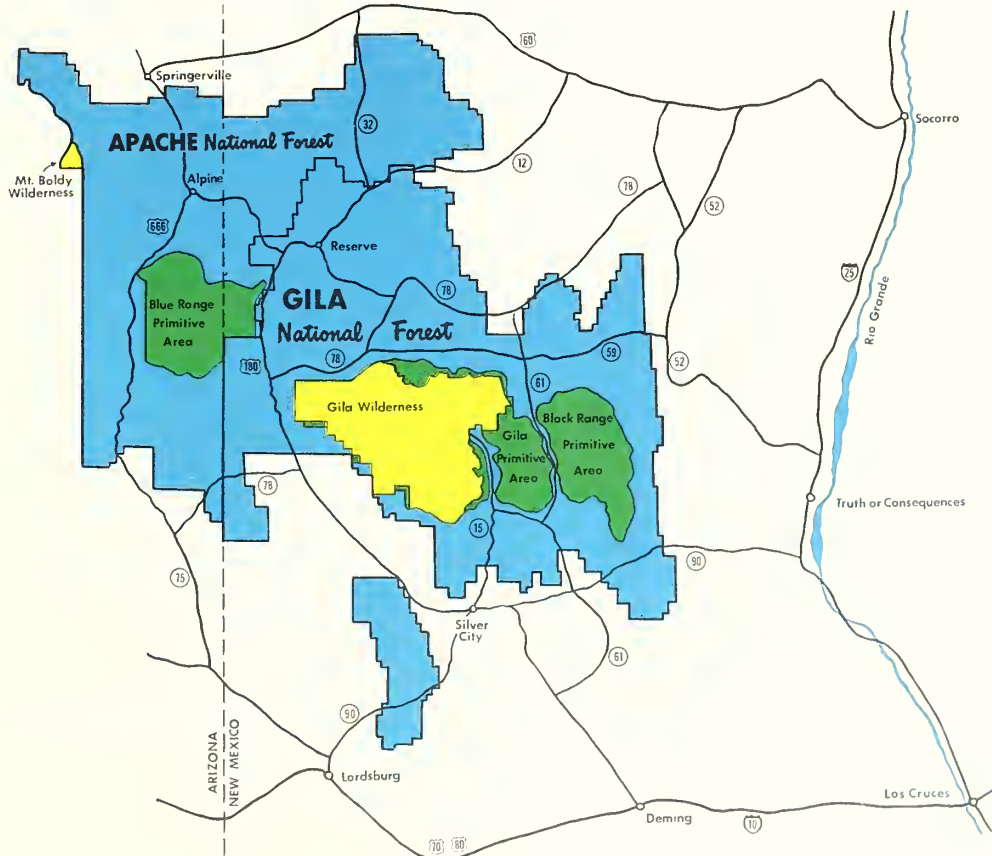 60
Springerville
Socorro
APACHE National Forest
32
12
Mt. Boldy
Wilderness
Alpine
78
52
666
Reserve
25
Rio Grande
Blue Range
Primitive
Area
GILA
National Forest
78
59
180
78
61
52
Gila Wilderness
Block Range
Primitive
Area
Gila
Primitive
Area
78
15
Truth or Consequences
75
90
Silver
City
61
90
ARIZONA
NEW MEXICO
Lordsburg
Los Cruces
Deming
10
70 80